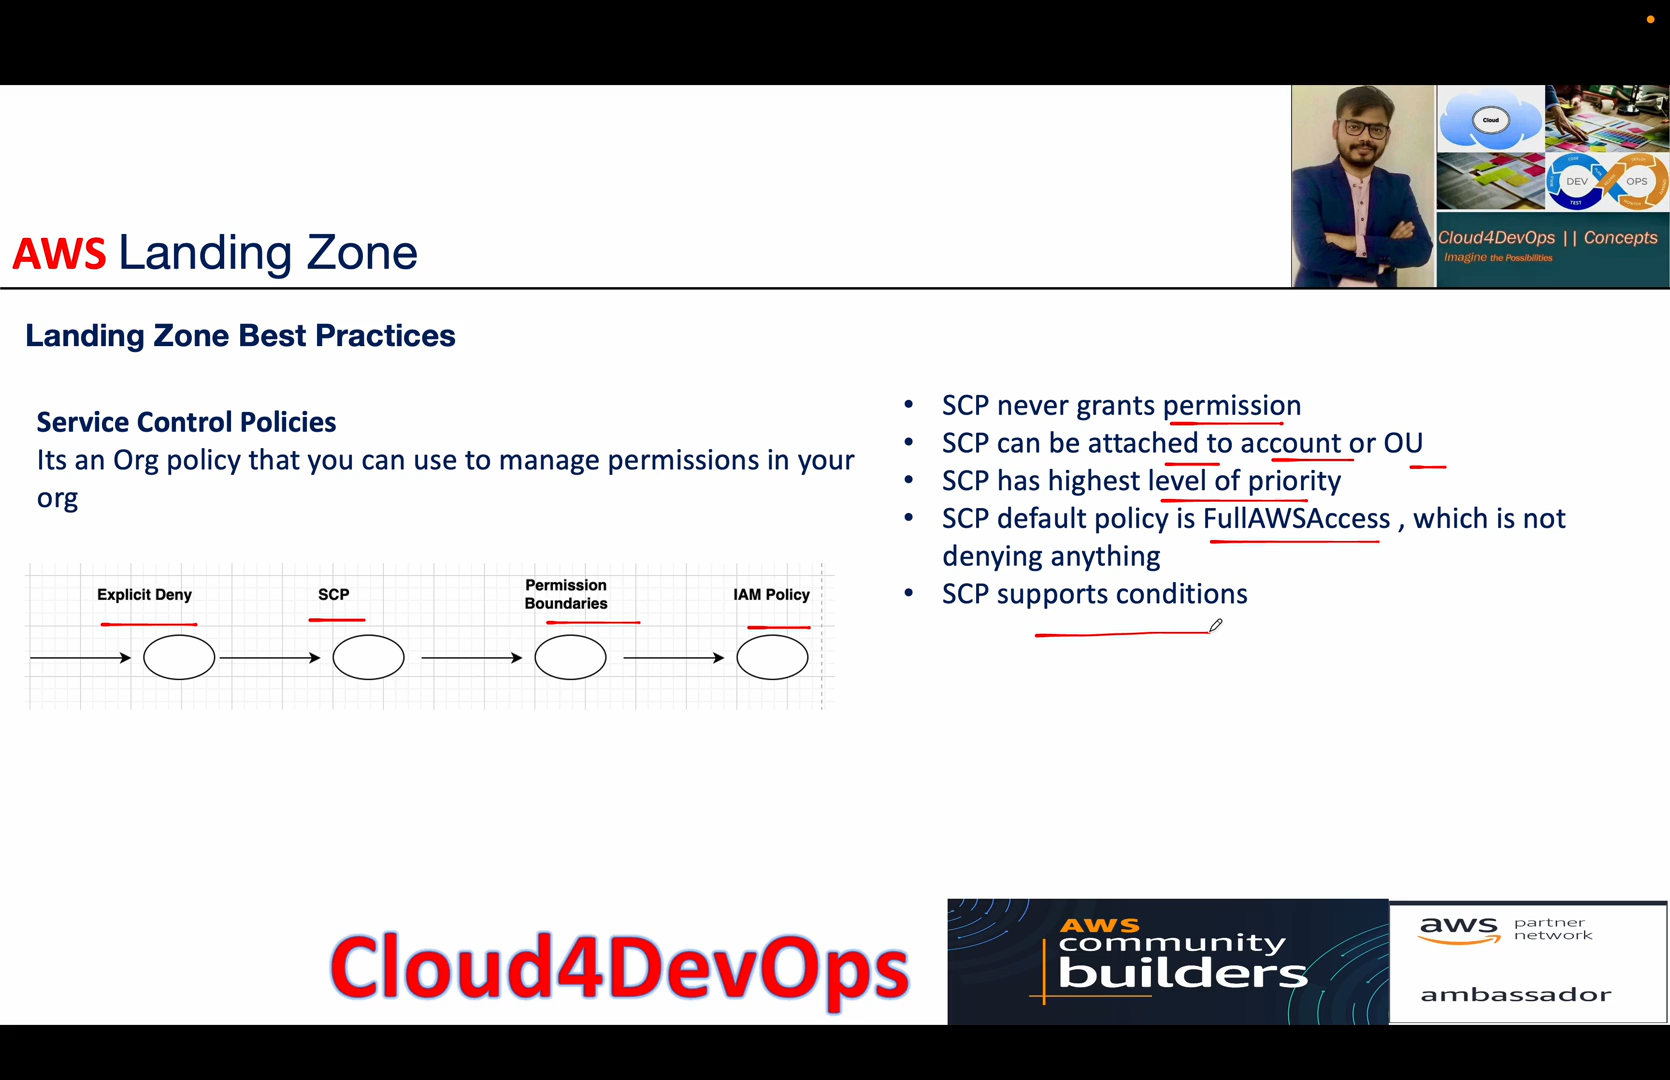 Cloud
DEV
OPS
TEST
Cloud4DevOps || Concepts
Imagine the Possibilities
AWS Landing Zone
Landing Zone Best Practices
Service Control Policies
Its an Org policy that you can use to manage permissions in your
org
Explicit Deny
SCP
Permission
Boundaries
IAM Policy
• SCP never grants permission
• SCP can be attached to account or OU
• SCP has highest level of priority
• SCP default policy is FullAWSAccess , which is not
denying anything
• SCP supports conditions
Cloud4DevOps
AWS
community
builders
aws partner
network
ambassador